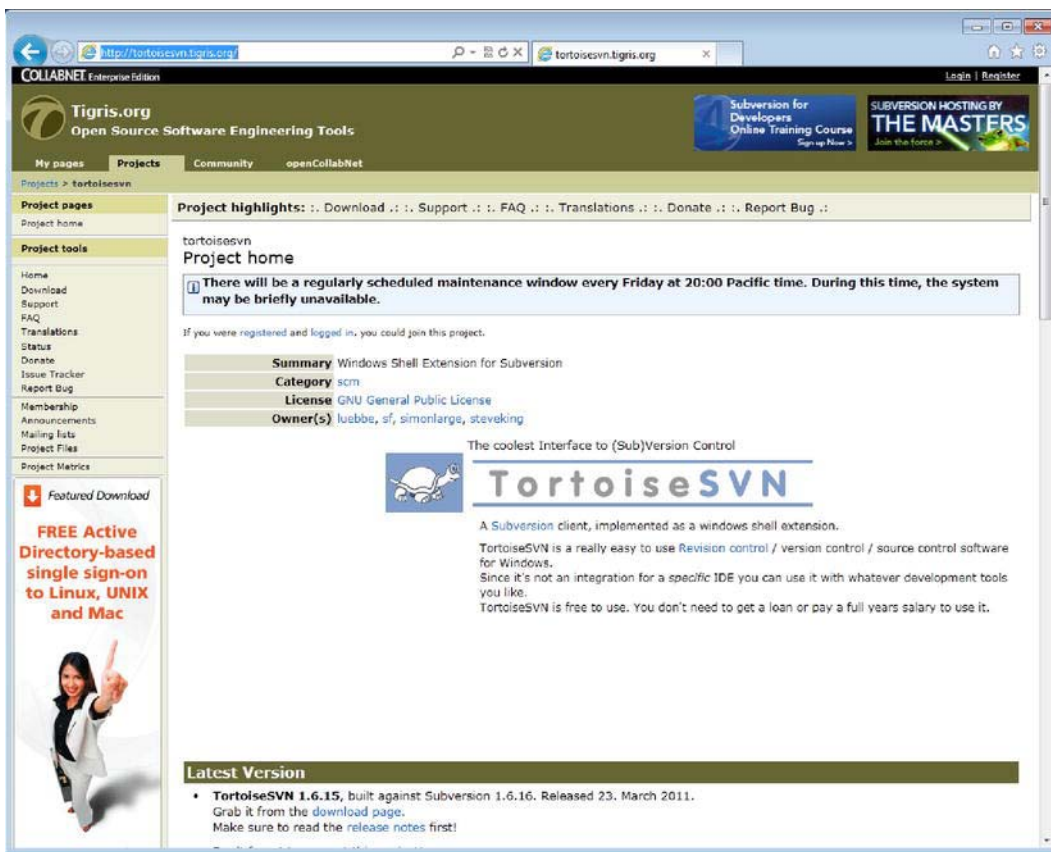 http://tortoisesvn.tigris.org/
tortoisesvn.tigris.org
COLLABNET Enterprise Edition
Login | Register
Tigris.org
Open Source Software Engineering Tools
Subversion for
Developers
Online Training Course
Sign up Now >
SUBVERSION HOSTING BY
THE MASTERS
Join the force >
My pages Projects Community openCollabNet
Projects > tortoisesvn
Project pages
Project home
Project tools
Home
Download
Support
FAQ
Translations
Status
Donate
Issue Tracker
Report Bug
Membership
Announcements
Mailing lists
Project Files
Project Metrics
Featured Download
FREE Active
Directory-based
single sign-on
to Linux, UNIX
and Mac
Project highlights: :. Download .: :. Support .: :. FAQ .: :. Translations .: :. Donate .: :. Report Bug .:
tortoisesvn
Project home
There will be a regularly scheduled maintenance window every Friday at 20:00 Pacific time. During this time, the system
may be briefly unavailable.
If you were registered and logged in, you could join this project.
Summary Windows Shell Extension for Subversion
Category scm
License GNU General Public License
Owner(s) luebbe, sf, simonlarge, steveking
The coolest Interface to (Sub)Version Control
TortoiseSVN
A Subversion client, implemented as a windows shell extension.
TortoiseSVN is a really easy to use Revision control / version control / source control software
for Windows.
Since it's not an integration for a specific IDE you can use it with whatever development tools
you like.
TortoiseSVN is free to use. You don't need to get a loan or pay a full years salary to use it.
Latest Version
• TortoiseSVN 1.6.15, built against Subversion 1.6.16. Released 23. March 2011.
Grab it from the download page.
Make sure to read the release notes first!